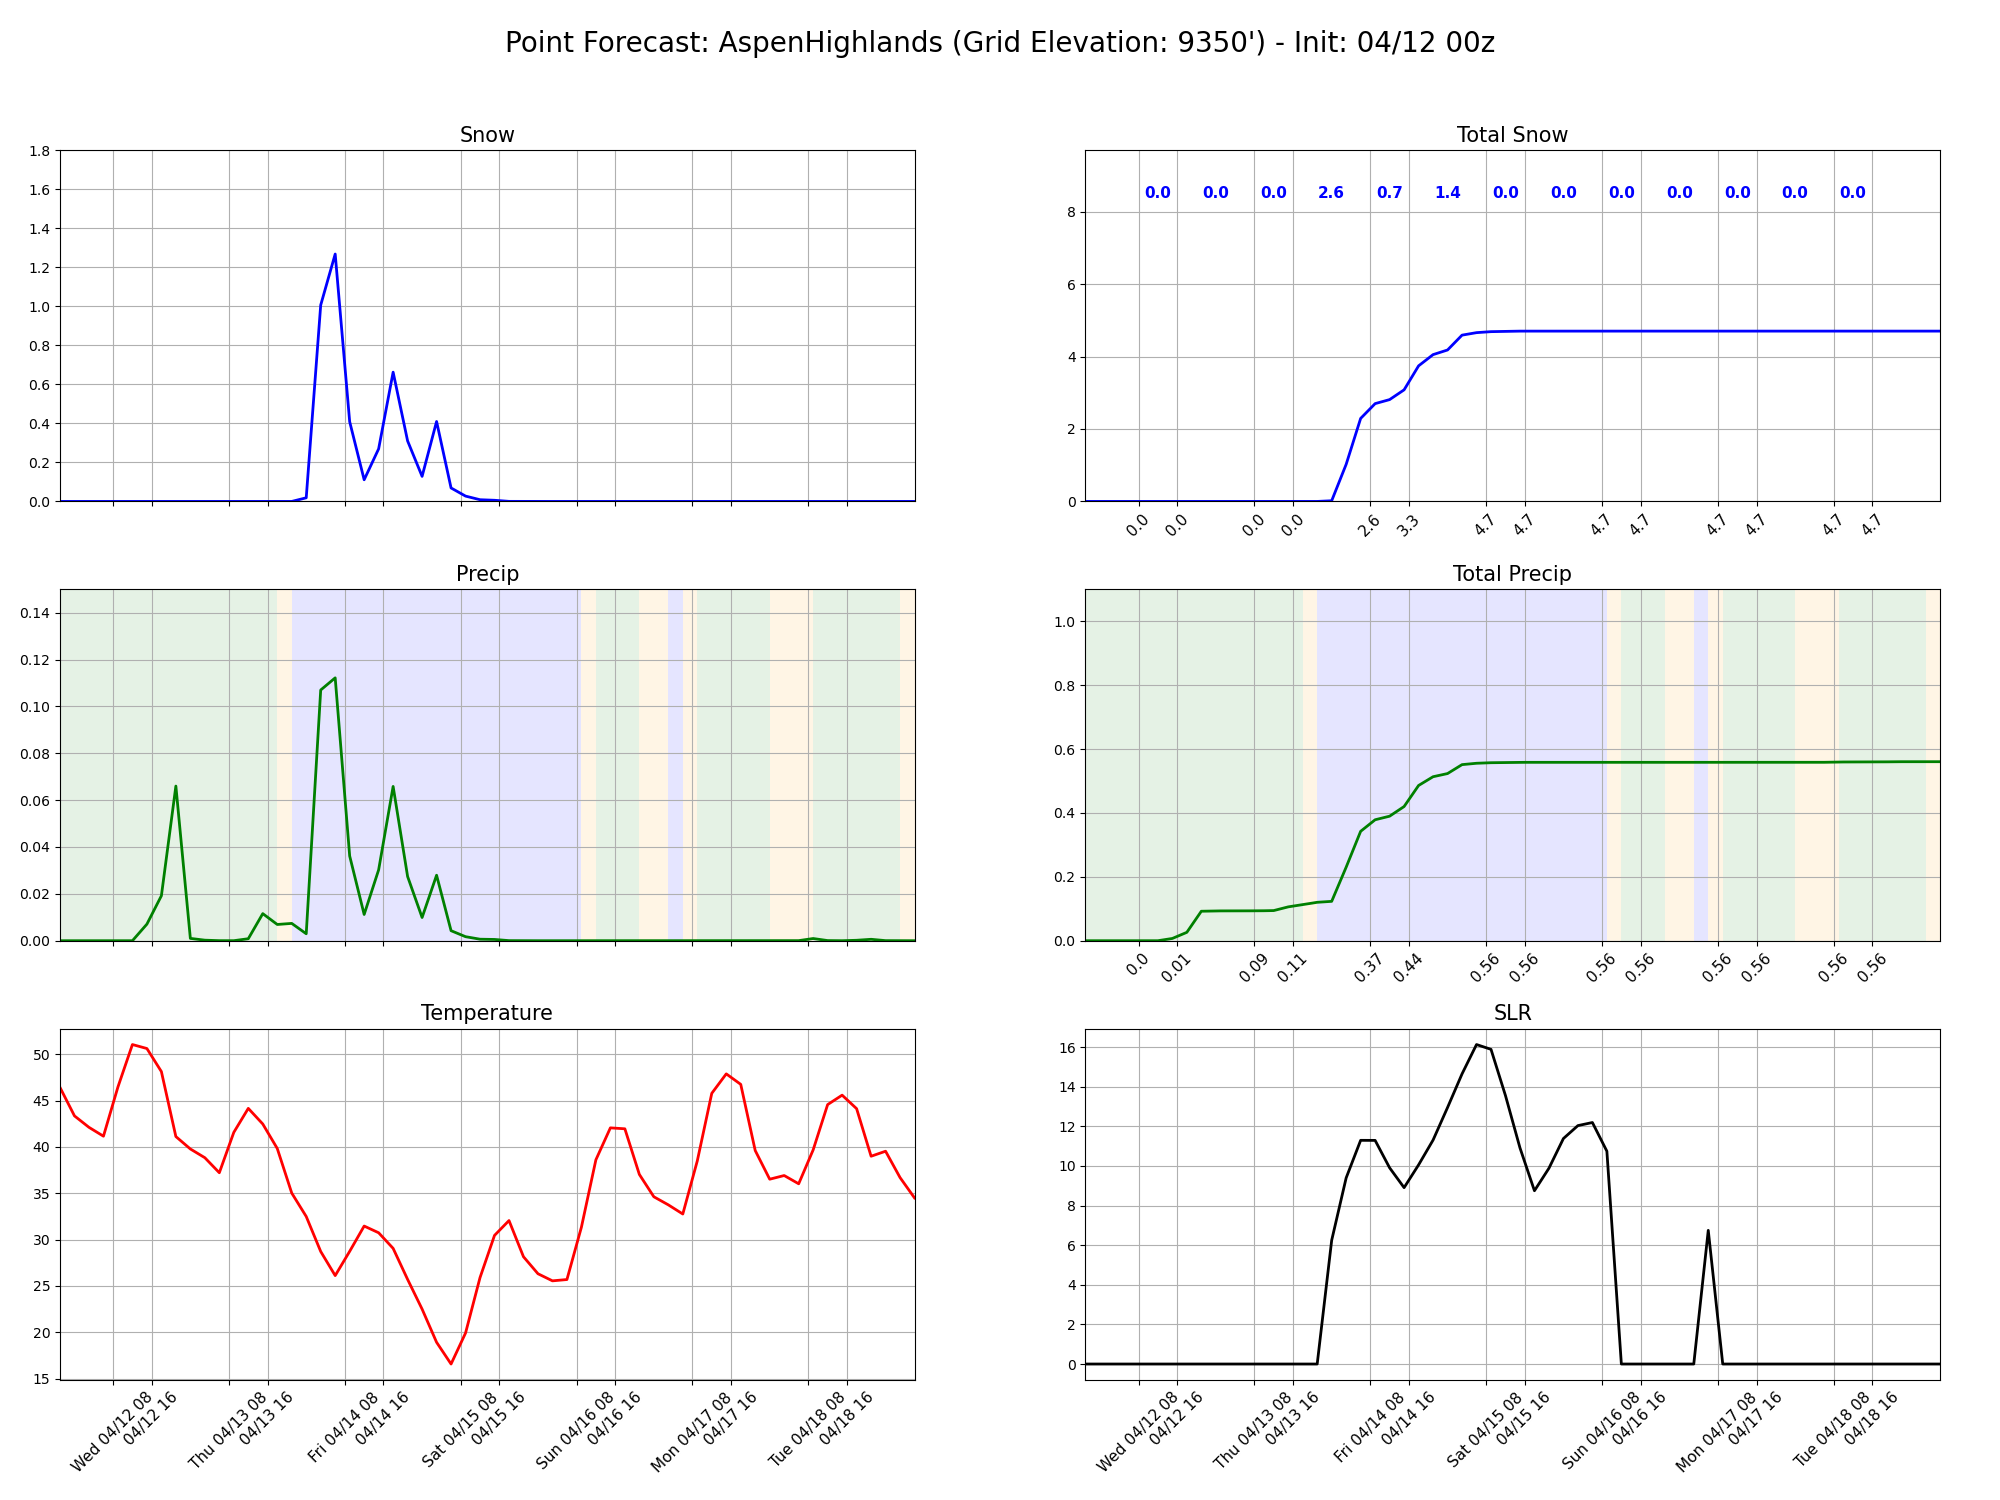 Point Forecast: AspenHighlands (Grid Elevation: 9350') - Init: 04/12 00z
Snow
1.8
1.6
1.4
1.2
1.0
0.8
0.6
0.4
0.2
0.0
Total Snow
0.0 0.0 0.0 2.6 0.7 1.4 0.0 0.0 0.0 0.0 0.0 0.0 0.0
8
6
4
2
0
0.0 0.0 0.0 0.0 2.6 3.3 4.7 4.7 4.7 4.7 4.7 4.7 4.7 4.7
Precip
0.14
0.12
0.10
0.08
0.06
0.04
0.02
0.00
Total Precip
1.0
0.8
0.6
0.4
0.2
0.0
0.0 0.01 0.09 0.11 0.37 0.44 0.56 0.56 0.56 0.56 0.56 0.56 0.56 0.56
Temperature
50
45
40
35
30
25
20
15
Wed 04/12 08
04/12 16
Thu 04/13 08
04/13 16
Fri 04/14 08
04/14 16
Sat 04/15 08
04/15 16
Sun 04/16 08
04/16 16
Mon 04/17 08
04/17 16
Tue 04/18 08
04/18 16
SLR
16
14
12
10
8
6
4
2
0
Wed 04/12 08
04/12 16
Thu 04/13 08
04/13 16
Fri 04/14 08
04/14 16
Sat 04/15 08
04/15 16
Sun 04/16 08
04/16 16
Mon 04/17 08
04/17 16
Tue 04/18 08
04/18 16